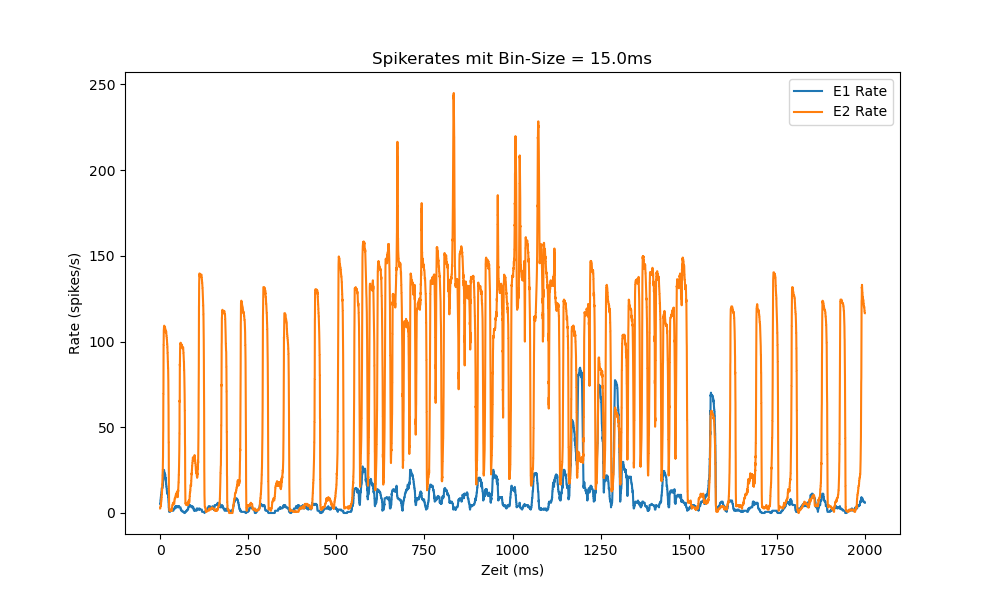 Spikerates mit Bin-Size = 15.0ms
E1 Rate
E2 Rate
Rate (spikes/s)
250
200
150
100
50
0
0 250 500 750 1000 1250 1500 1750 2000
Zeit (ms)